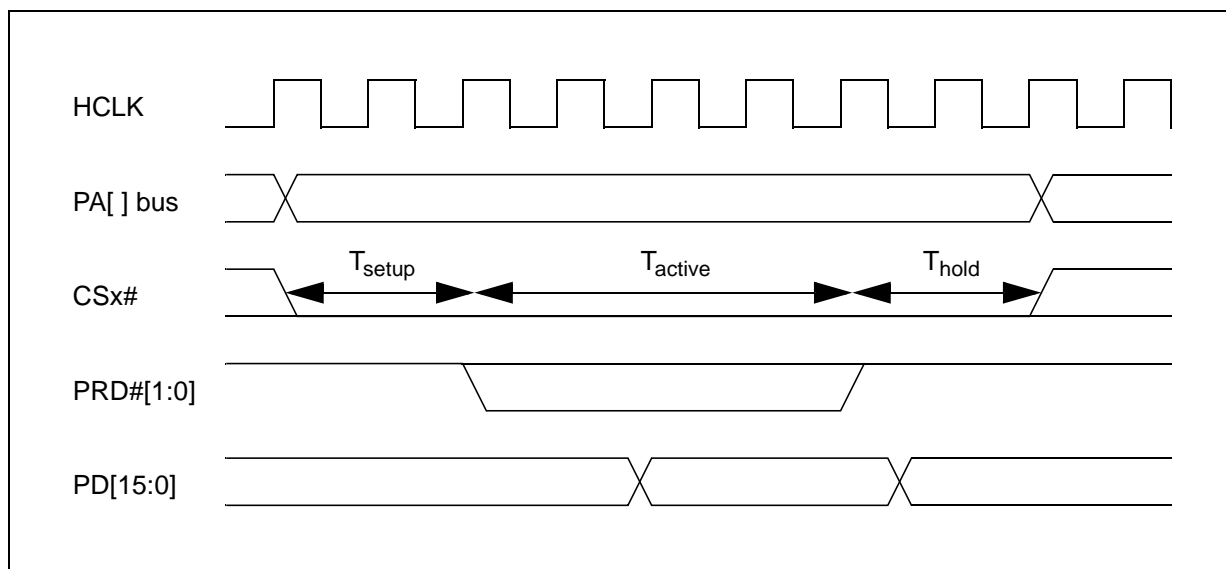 HCLK
PA[ ] bus
CSx#
Tsetup
Tactive
Thold
PRD#[1:0]
PD[15:0]